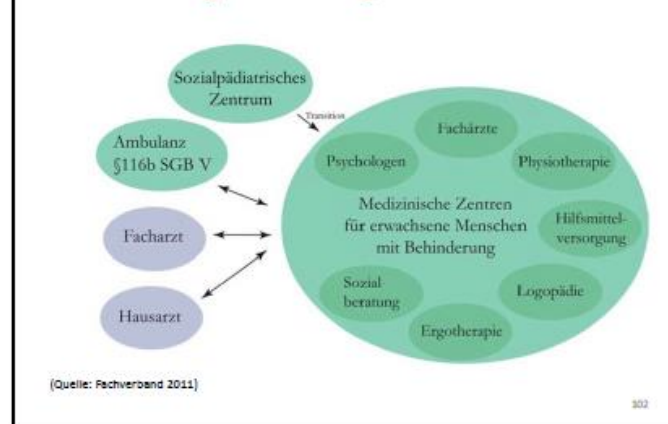 Sozialpädiatrisches
Zentrum
Transition
Ambulanz
§116b SGB V
Facharzt
Hausarzt
Fachärzte
Psychologen
Physiotherapie
Medizinische Zentren
für erwachsene Menschen
mit Behinderung
Hilfsmittel-
versorgung
Sozial
beratung
Logopädie
Ergotherapie
(Quelle: Fachverband 2011)
102